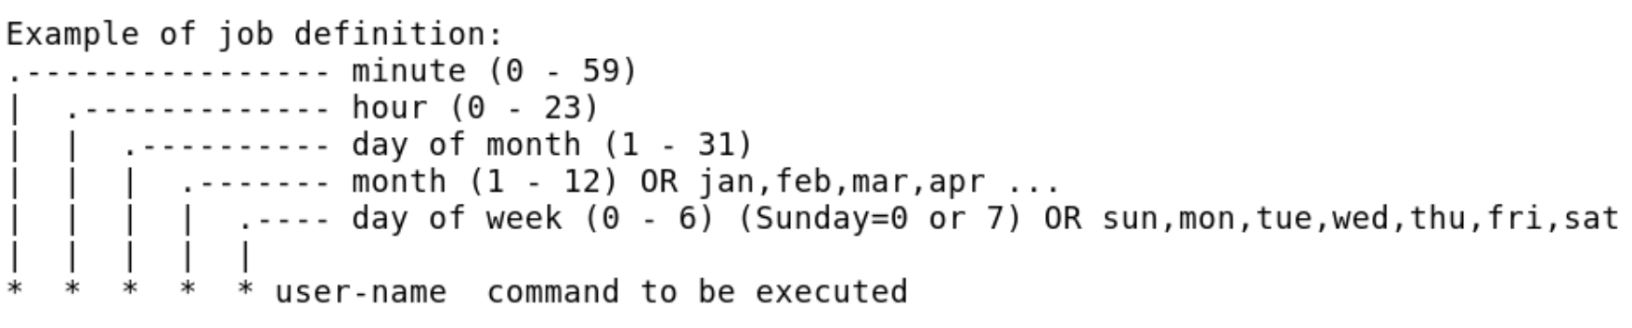 Example of job definition:
.---------------- minute (0 - 59)
|  .------------- hour (0 - 23)
|  |  .---------- day of month (1 - 31)
|  |  |  .------- month (1 - 12) OR jan,feb,mar,apr ...
|  |  |  |  .---- day of week (0 - 6) (Sunday=0 or 7) OR sun,mon,tue,wed,thu,fri,sat
|  |  |  |  |
*  *  *  *  * user-name  command to be executed